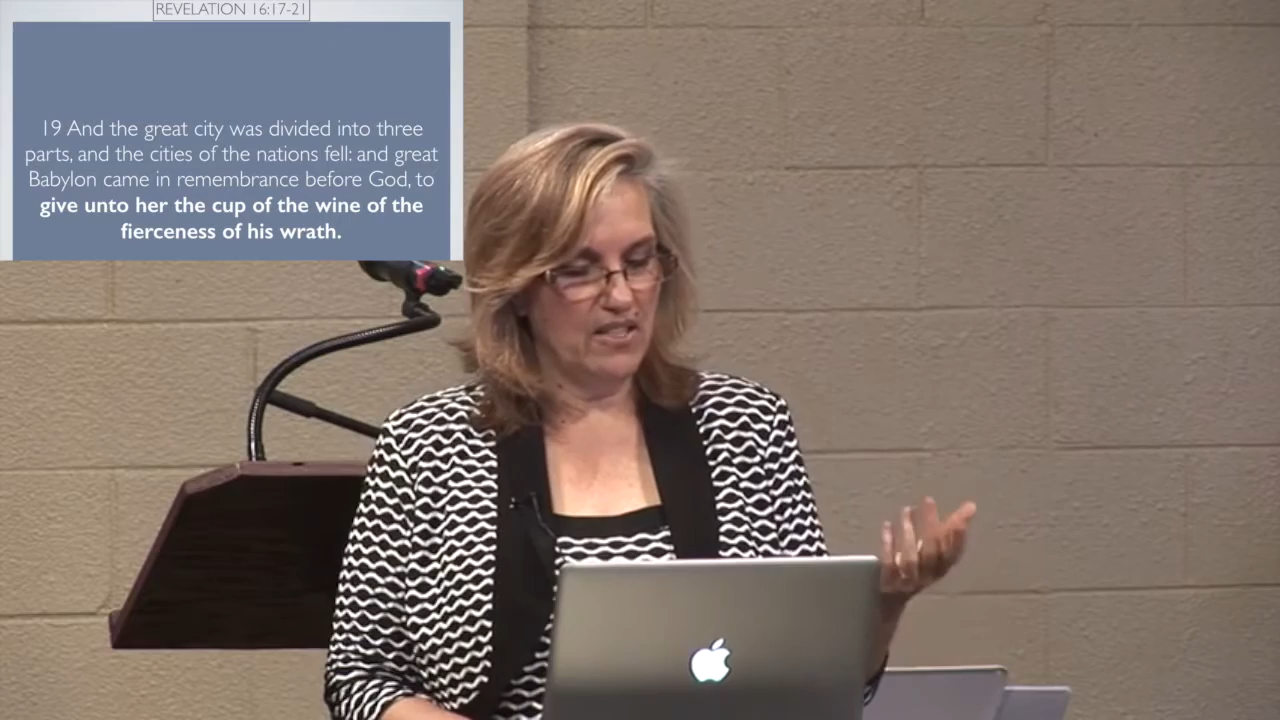 REVELATION 16:17-21
19 And the great city was divided into three
parts, and the cities of the nations fell: and great
Babylon came in remembrance before God, to
give unto her the cup of the wine of the
fierceness of his wrath.